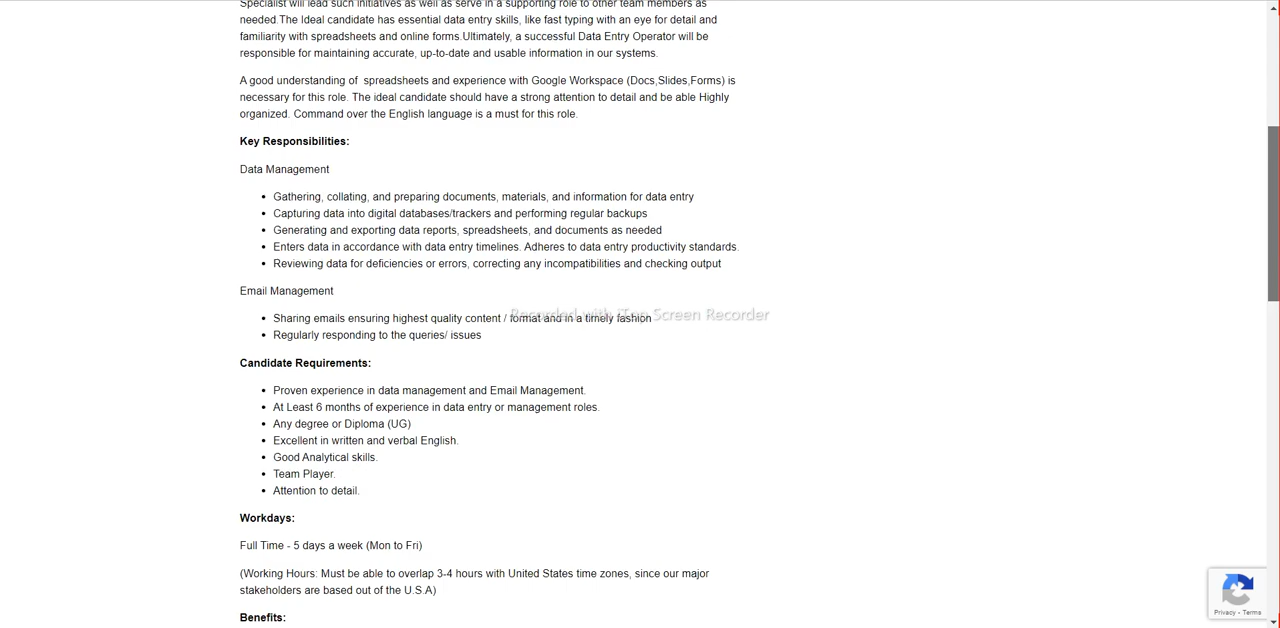 Specialist will lead such initiatives as well as serve in a supporting role to other team members as
needed.The Ideal candidate has essential data entry skills, like fast typing with an eye for detail and
familiarity with spreadsheets and online forms.Ultimately, a successful Data Entry Operator will be
responsible for maintaining accurate, up-to-date and usable information in our systems.
A good understanding of  spreadsheets and experience with Google Workspace (Docs,Slides,Forms) is
necessary for this role. The ideal candidate should have a strong attention to detail and be able Highly
organized. Command over the English language is a must for this role.
Key Responsibilities:
Data Management
• Gathering, collating, and preparing documents, materials, and information for data entry
• Capturing data into digital databases/trackers and performing regular backups
• Generating and exporting data reports, spreadsheets, and documents as needed
• Enters data in accordance with data entry timelines. Adheres to data entry productivity standards.
• Reviewing data for deficiencies or errors, correcting any incompatibilities and checking output
Email Management
• Sharing emails ensuring highest quality content / format and in a timely fashion
Recorded with iTop Screen Recorder
• Regularly responding to the queries/ issues
Candidate Requirements:
• Proven experience in data management and Email Management.
• At Least 6 months of experience in data entry or management roles.
• Any degree or Diploma (UG)
• Excellent in written and verbal English.
• Good Analytical skills.
• Team Player.
• Attention to detail.
Workdays:
Full Time - 5 days a week (Mon to Fri)
(Working Hours: Must be able to overlap 3-4 hours with United States time zones, since our major
stakeholders are based out of the U.S.A)
Benefits:
Privacy - Terms